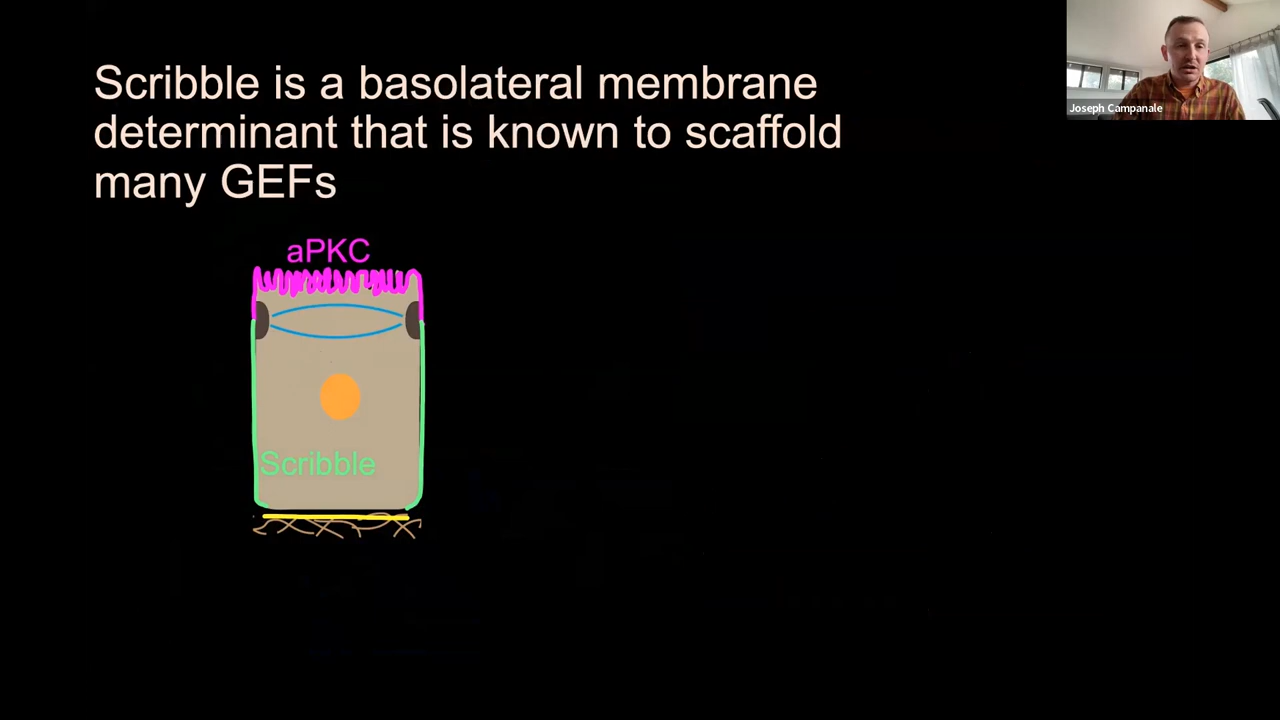 Scribble is a basolateral membrane
determinant that is known to scaffold
many GEFs
Joseph Campanale
aPKC
Scribble